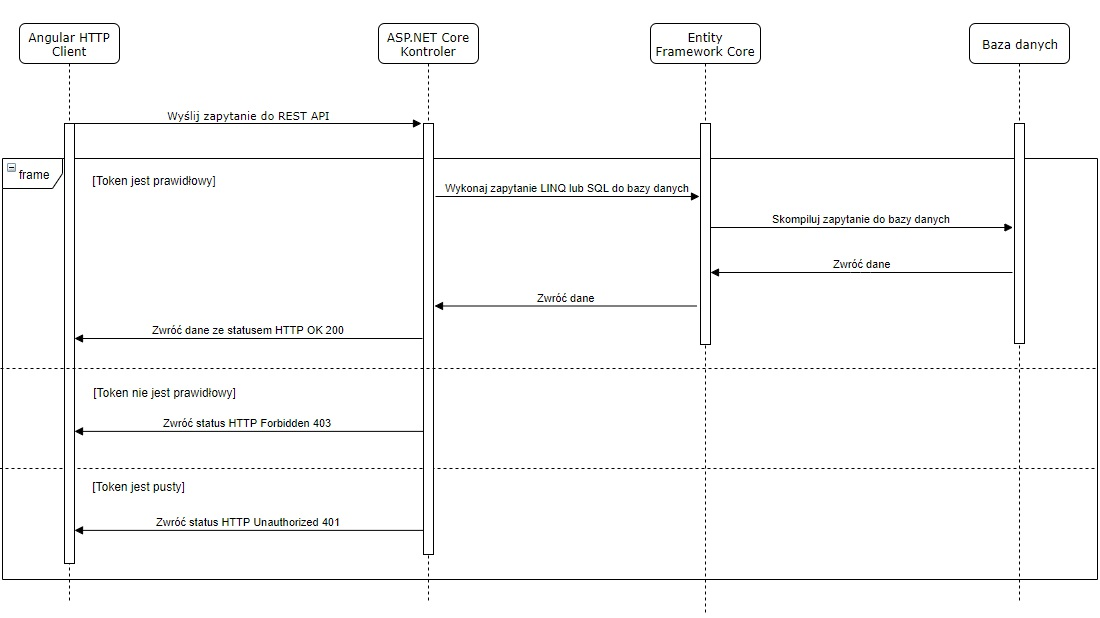 Angular HTTP
Client
ASP.NET Core
Kontroler
Entity
Framework Core
Baza danych
Wyślij zapytanie do REST API
frame
[Token jest prawidłowy]
Wykonaj zapytanie LINQ lub SQL do bazy danych
Skompiluj zapytanie do bazy danych
Zwróć dane
Zwróć dane
Zwróć dane ze statusem HTTP OK 200
[Token nie jest prawidłowy]
Zwróć status HTTP Forbidden 403
[Token jest pusty]
Zwróć status HTTP Unauthorized 401